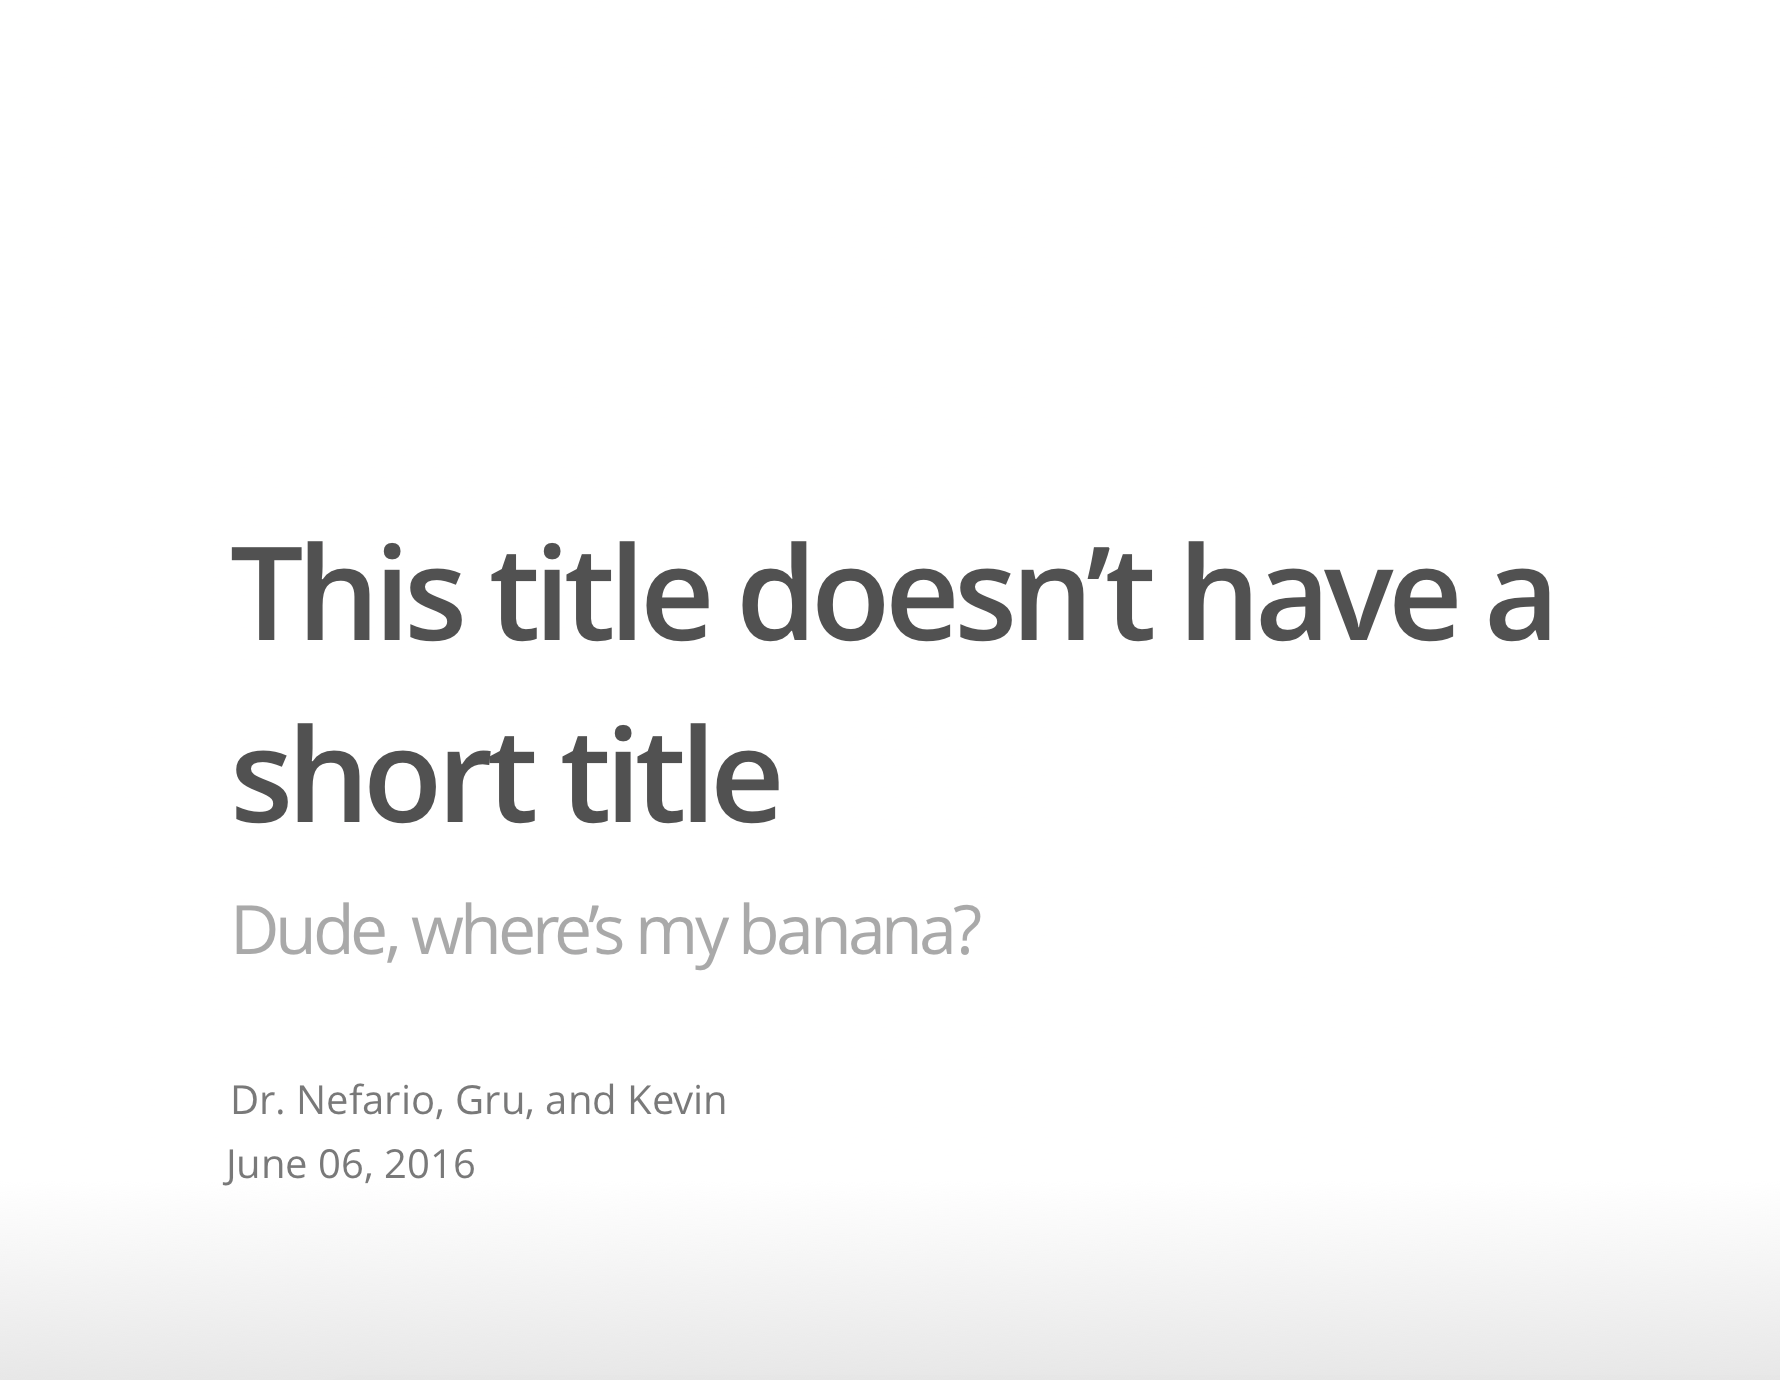 This title doesn’t have a
short title
Dude, where’s my banana?
Dr. Nefario, Gru, and Kevin
June 06, 2016